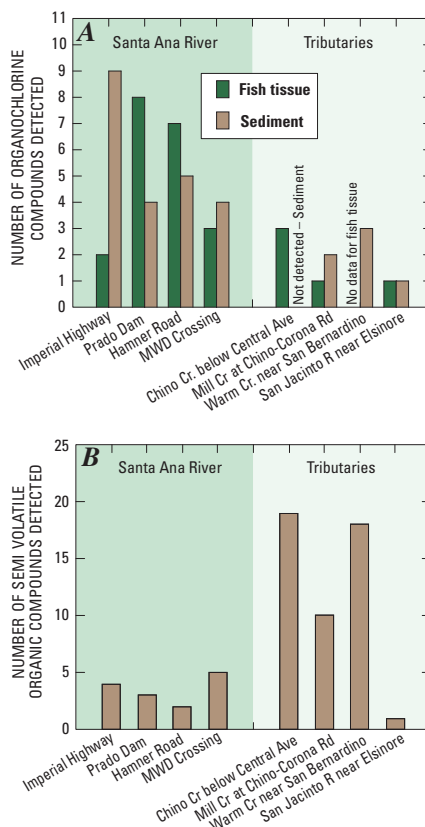 A
Santa Ana River
Tributaries
Fish tissue
Sediment
NUMBER OF ORGANOCHLORINE
COMPOUNDS DETECTED
11
10
9
8
7
6
5
4
3
2
1
0
Not detected – Sediment
No data for fish tissue
Imperial Highway
Prado Dam
Hamner Road
MWD Crossing
Chino Cr. below Central Ave
Mill Cr at Chino-Corona Rd
Warm Cr. near San Bernardino
San Jacinto R near Elsinore
B
Santa Ana River
Tributaries
NUMBER OF SEMI VOLATILE
ORGANIC COMPOUNDS DETECTED
25
20
15
10
5
0
Imperial Highway
Prado Dam
Hamner Road
MWD Crossing
Chino Cr below Central Ave
Mill Cr at Chino-Corona Rd
Warm Cr near San Bernardino
San Jacinto R near Elsinore